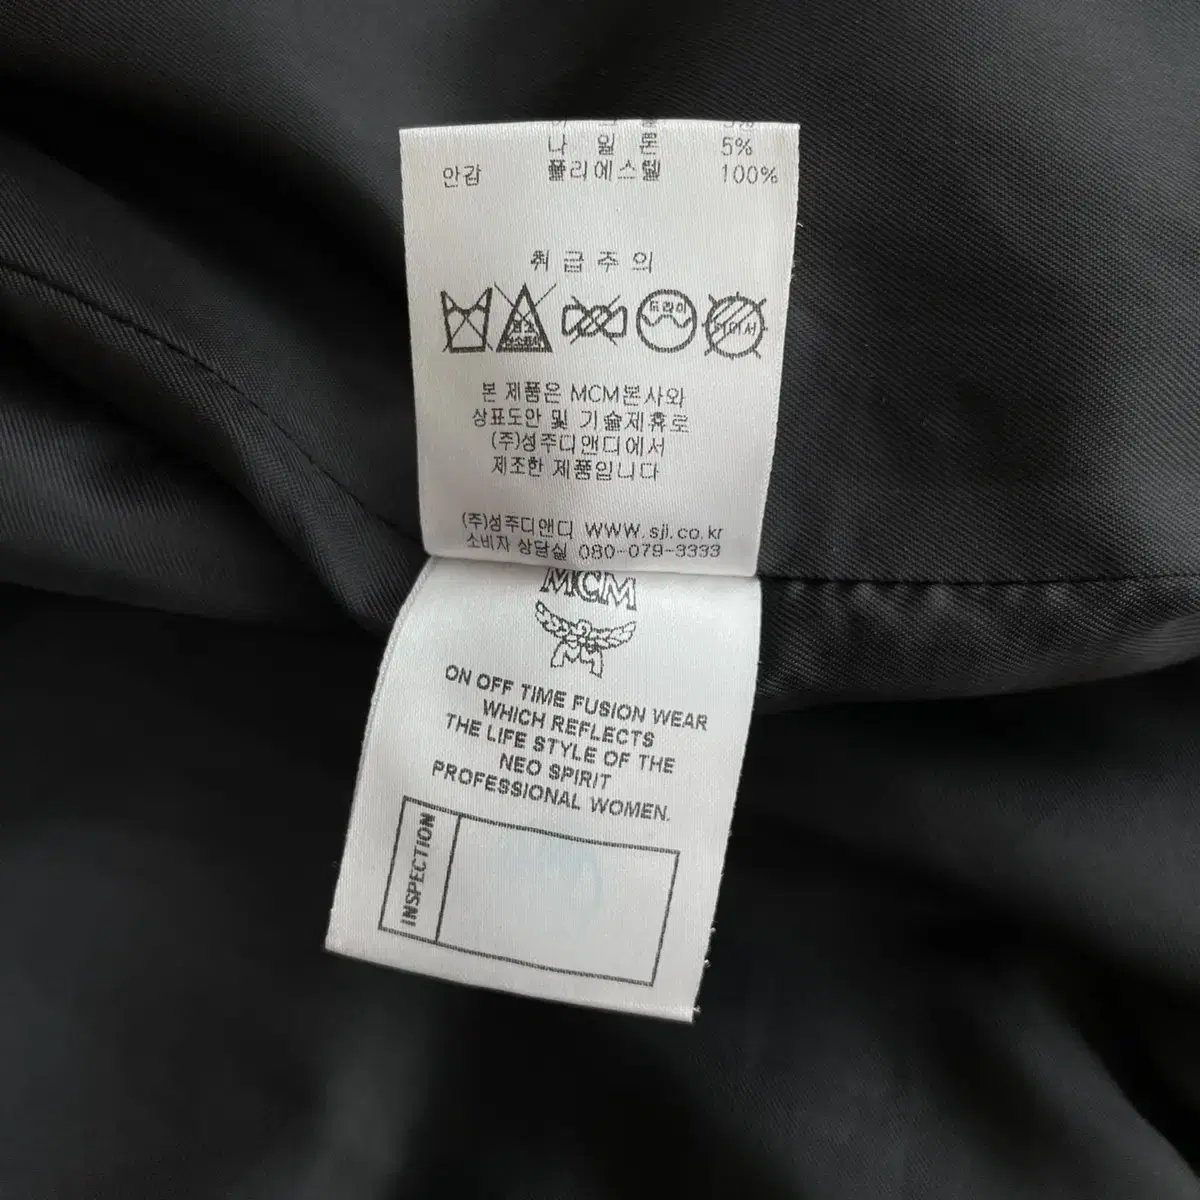 나 일 론 5%
안감 폴리에스텔 100%
취급주의
드라이
본 제품은 MCM본사와
상표도안 및 기술제휴로
(주)성주디앤디에서
제조한 제품입니다
(주)성주디앤디 www.sji.co.kr
소비자 상담실 080-079-3333
MCM
ON OFF TIME FUSION WEAR
WHICH REFLECTS
THE LIFE STYLE OF THE
NEO SPIRIT
PROFESSIONAL WOMEN.
INSPECTION